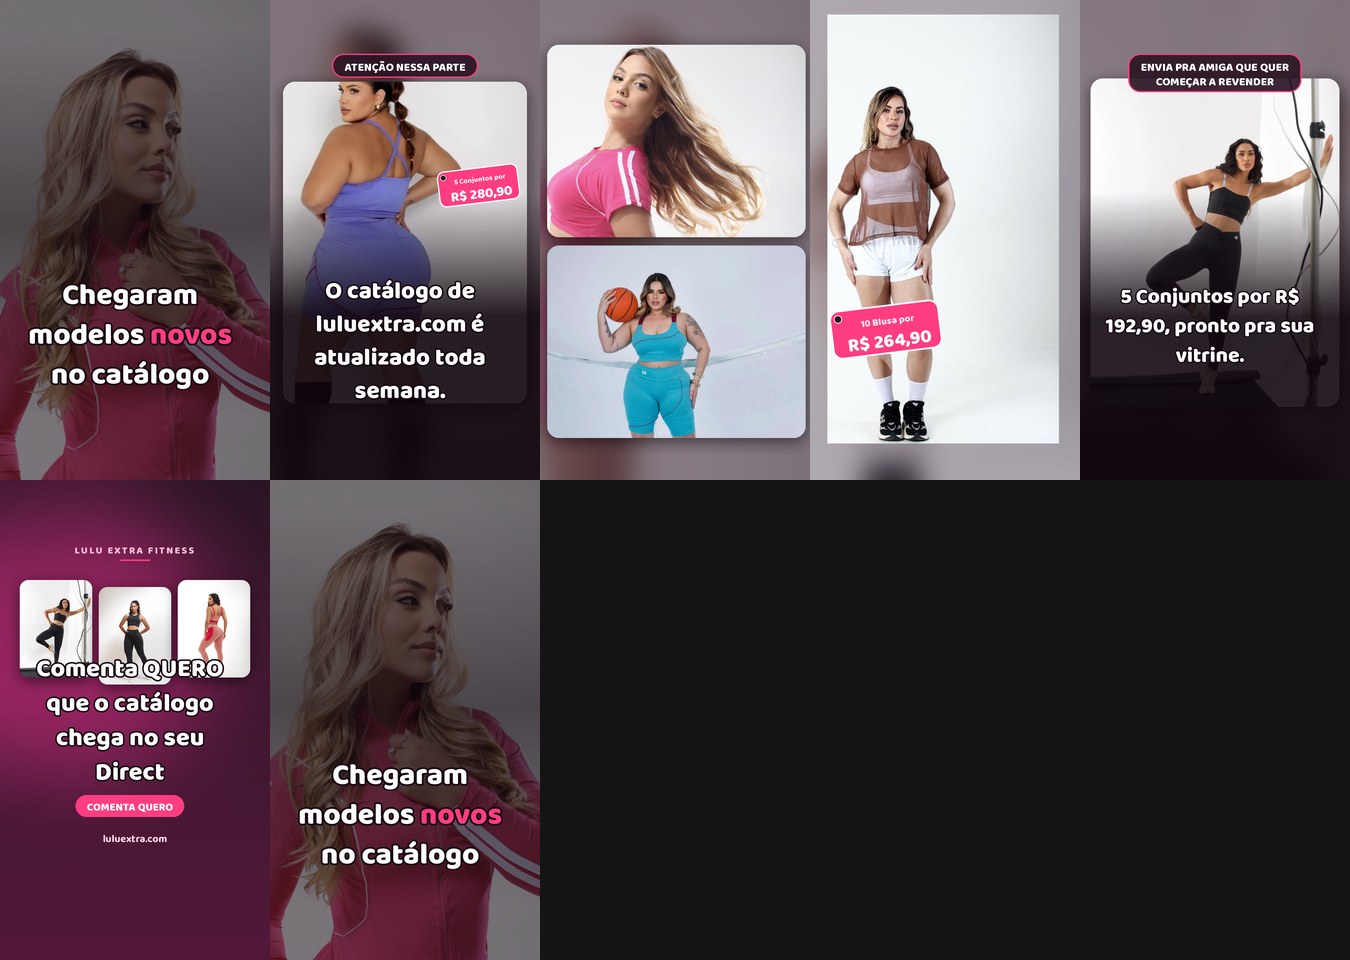 Chegaram
modelos novos
no catálogo
ATENÇÃO NESSA PARTE
5 Conjuntos por
R$ 280,90
O catálogo de
luluextra.com é
atualizado toda
semana.
10 Blusa por
R$ 264,90
ENVIA PRA AMIGA QUE QUER
COMEÇAR A REVENDER
5 Conjuntos por R$
192,90, pronto pra sua
vitrine.
LULU EXTRA FITNESS
Comenta QUERO
que o catálogo
chega no seu
Direct
COMENTA QUERO
luluextra.com
Chegaram
modelos novos
no catálogo